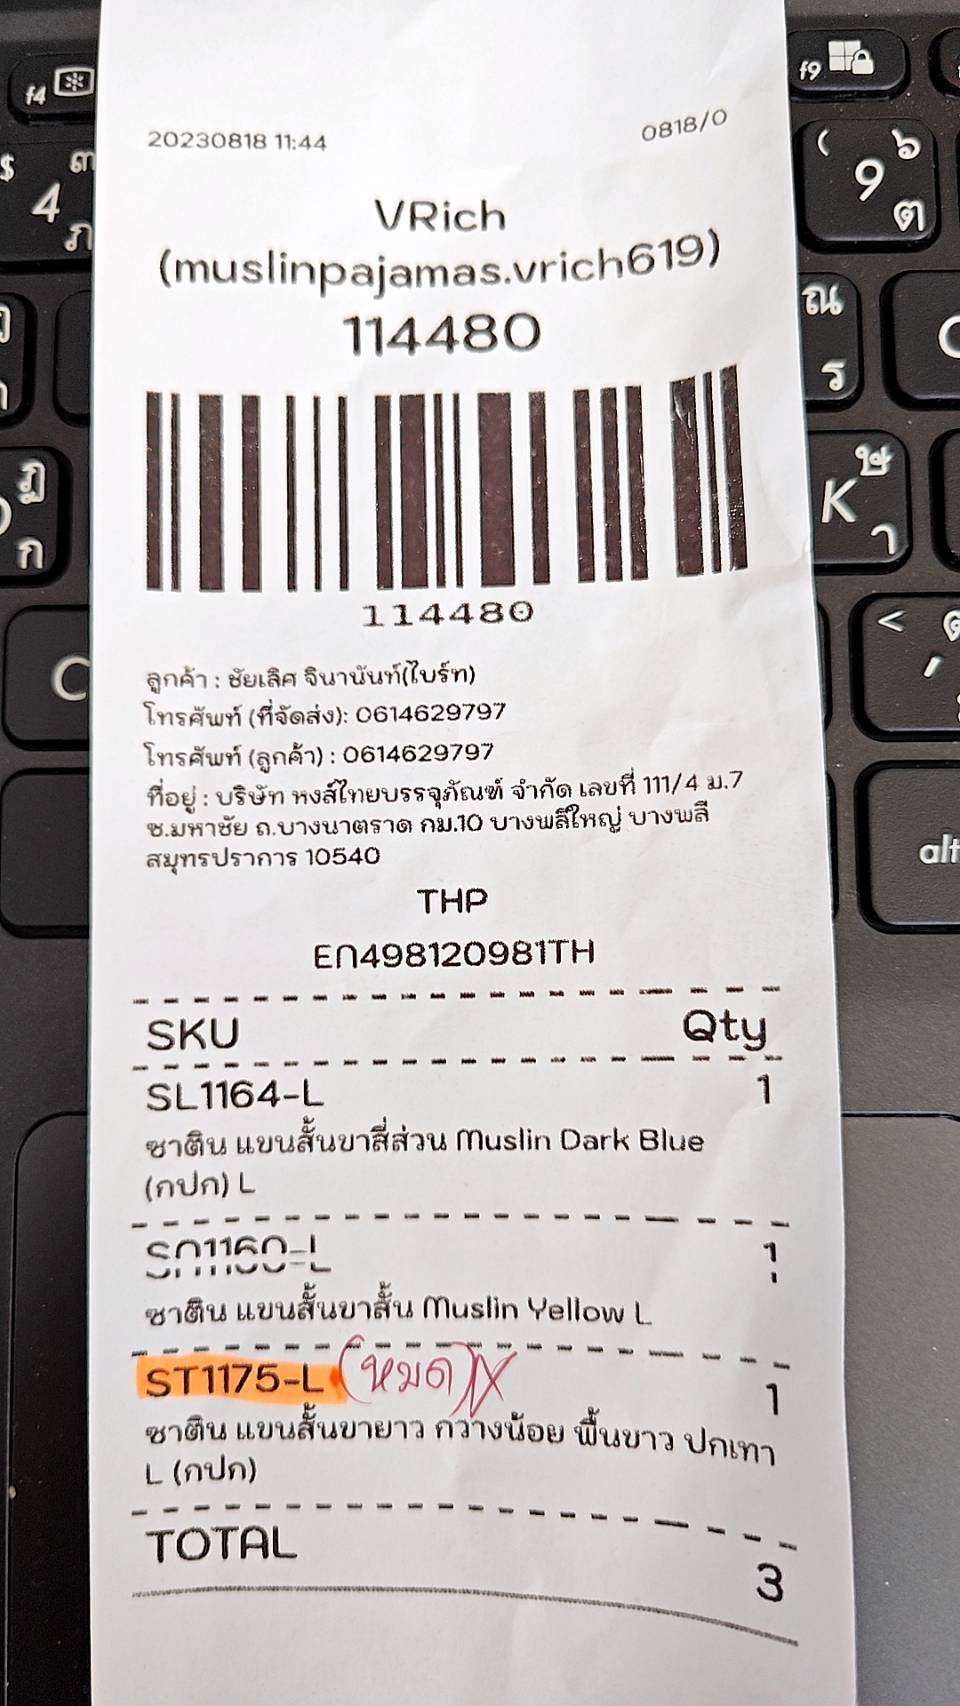 20230818 11:44
0818/0
VRich
(muslinpajamas.vrich619)
114480
114480
ลูกค้า : ชัยเลิศ จินานันท์(ไบร์ท)
โทรศัพท์ (ที่จัดส่ง): 0614629797
โทรศัพท์ (ลูกค้า) : 0614629797
ที่อยู่ : บริษัท หงส์ไทยบรรจุภัณฑ์ จำกัด เลขที่ 111/4 ม.7
ซ.มหาชัย ถ.บางนาตราด กม.10 บางพลีใหญ่ บางพลี
สมุทรปราการ 10540
THP
EN498120981TH
SKU Qty
SL1164-L 1
ซาติน แขนสั้นขาสี่ส่วน Muslin Dark Blue
(กปก) L
1
ซาติน แขนสั้นขาสั้น Muslin Yellow L
ST1175-L (หมด) 1
ซาติน แขนสั้นขายาว กวางน้อย พื้นขาว ปกเทา
L (กปก)
TOTAL
3
f4
$ 4 ๓ ภ
f9
( 9 ๖ ต
ณ ร
ฏ ก
K ษ า
C
<
,
alt